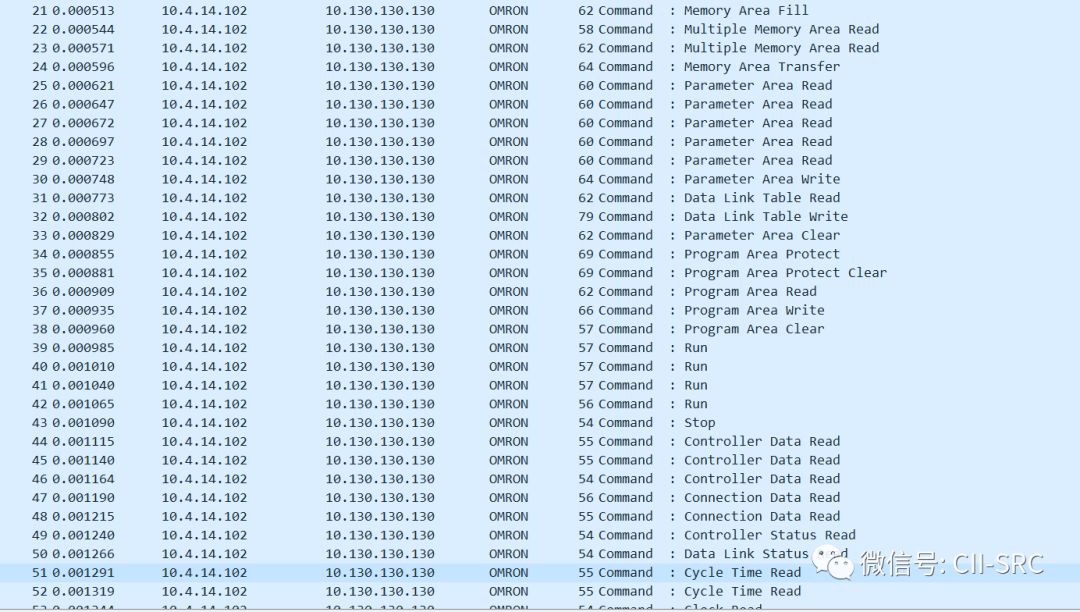 21 0.000513 10.4.14.102 10.130.130.130 OMRON 62 Command : Memory Area Fill
22 0.000544 10.4.14.102 10.130.130.130 OMRON 58 Command : Multiple Memory Area Read
23 0.000571 10.4.14.102 10.130.130.130 OMRON 62 Command : Multiple Memory Area Read
24 0.000596 10.4.14.102 10.130.130.130 OMRON 64 Command : Memory Area Transfer
25 0.000621 10.4.14.102 10.130.130.130 OMRON 60 Command : Parameter Area Read
26 0.000647 10.4.14.102 10.130.130.130 OMRON 60 Command : Parameter Area Read
27 0.000672 10.4.14.102 10.130.130.130 OMRON 60 Command : Parameter Area Read
28 0.000697 10.4.14.102 10.130.130.130 OMRON 60 Command : Parameter Area Read
29 0.000723 10.4.14.102 10.130.130.130 OMRON 60 Command : Parameter Area Read
30 0.000748 10.4.14.102 10.130.130.130 OMRON 64 Command : Parameter Area Write
31 0.000773 10.4.14.102 10.130.130.130 OMRON 62 Command : Data Link Table Read
32 0.000802 10.4.14.102 10.130.130.130 OMRON 79 Command : Data Link Table Write
33 0.000829 10.4.14.102 10.130.130.130 OMRON 62 Command : Parameter Area Clear
34 0.000855 10.4.14.102 10.130.130.130 OMRON 69 Command : Program Area Protect
35 0.000881 10.4.14.102 10.130.130.130 OMRON 69 Command : Program Area Protect Clear
36 0.000909 10.4.14.102 10.130.130.130 OMRON 62 Command : Program Area Read
37 0.000935 10.4.14.102 10.130.130.130 OMRON 66 Command : Program Area Write
38 0.000960 10.4.14.102 10.130.130.130 OMRON 57 Command : Program Area Clear
39 0.000985 10.4.14.102 10.130.130.130 OMRON 57 Command : Run
40 0.001010 10.4.14.102 10.130.130.130 OMRON 57 Command : Run
41 0.001040 10.4.14.102 10.130.130.130 OMRON 57 Command : Run
42 0.001065 10.4.14.102 10.130.130.130 OMRON 56 Command : Run
43 0.001090 10.4.14.102 10.130.130.130 OMRON 54 Command : Stop
44 0.001115 10.4.14.102 10.130.130.130 OMRON 55 Command : Controller Data Read
45 0.001140 10.4.14.102 10.130.130.130 OMRON 55 Command : Controller Data Read
46 0.001164 10.4.14.102 10.130.130.130 OMRON 54 Command : Controller Data Read
47 0.001190 10.4.14.102 10.130.130.130 OMRON 56 Command : Connection Data Read
48 0.001215 10.4.14.102 10.130.130.130 OMRON 55 Command : Connection Data Read
49 0.001240 10.4.14.102 10.130.130.130 OMRON 54 Command : Controller Status Read
50 0.001266 10.4.14.102 10.130.130.130 OMRON 54 Command : Data Link Status
微信号: CII-SRC
51 0.001291 10.4.14.102 10.130.130.130 OMRON 55 Command : Cycle Time Read
52 0.001319 10.4.14.102 10.130.130.130 OMRON 55 Command : Cycle Time Read